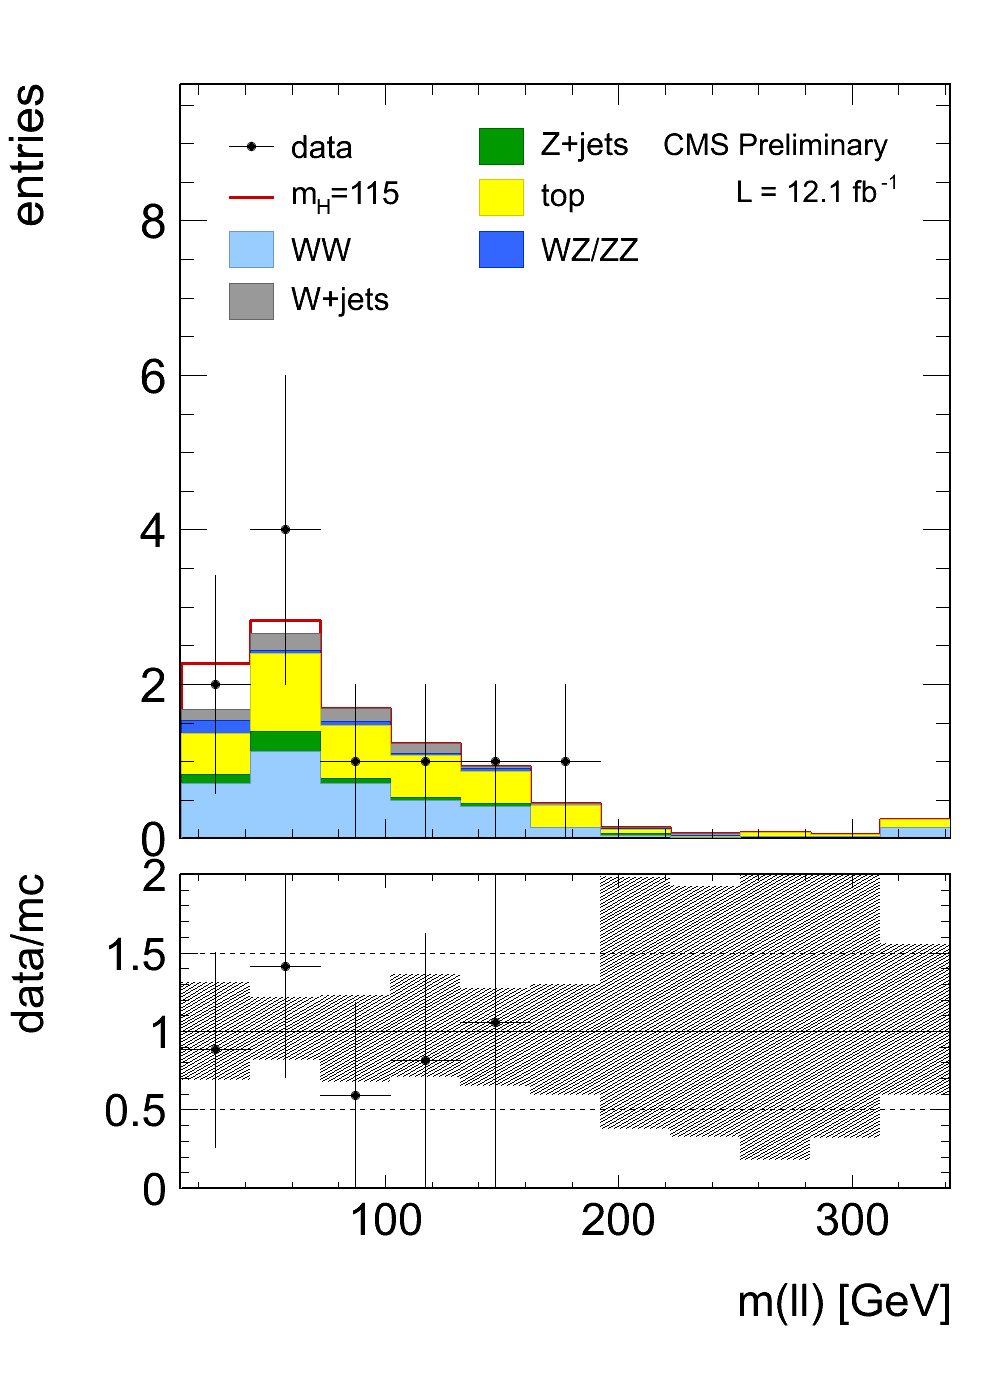 entries
data
m_H=115
WW
W+jets
Z+jets
top
WZ/ZZ
CMS Preliminary
L = 12.1 fb^-1
8
6
4
2
0
data/mc
2
1.5
1
0.5
0
100 200 300
m(ll) [GeV]